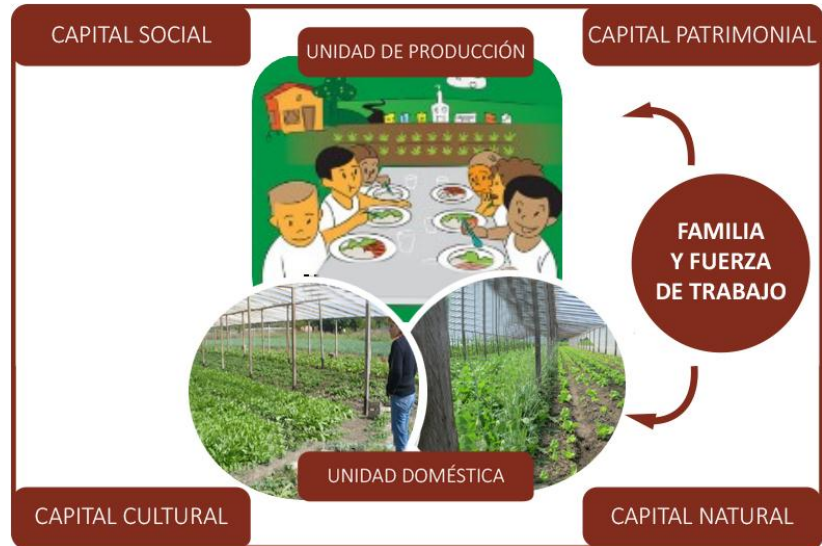 CAPITAL SOCIAL
UNIDAD DE PRODUCCIÓN
CAPITAL PATRIMONIAL
FAMILIA
Y FUERZA
DE TRABAJO
UNIDAD DOMÉSTICA
CAPITAL CULTURAL
CAPITAL NATURAL